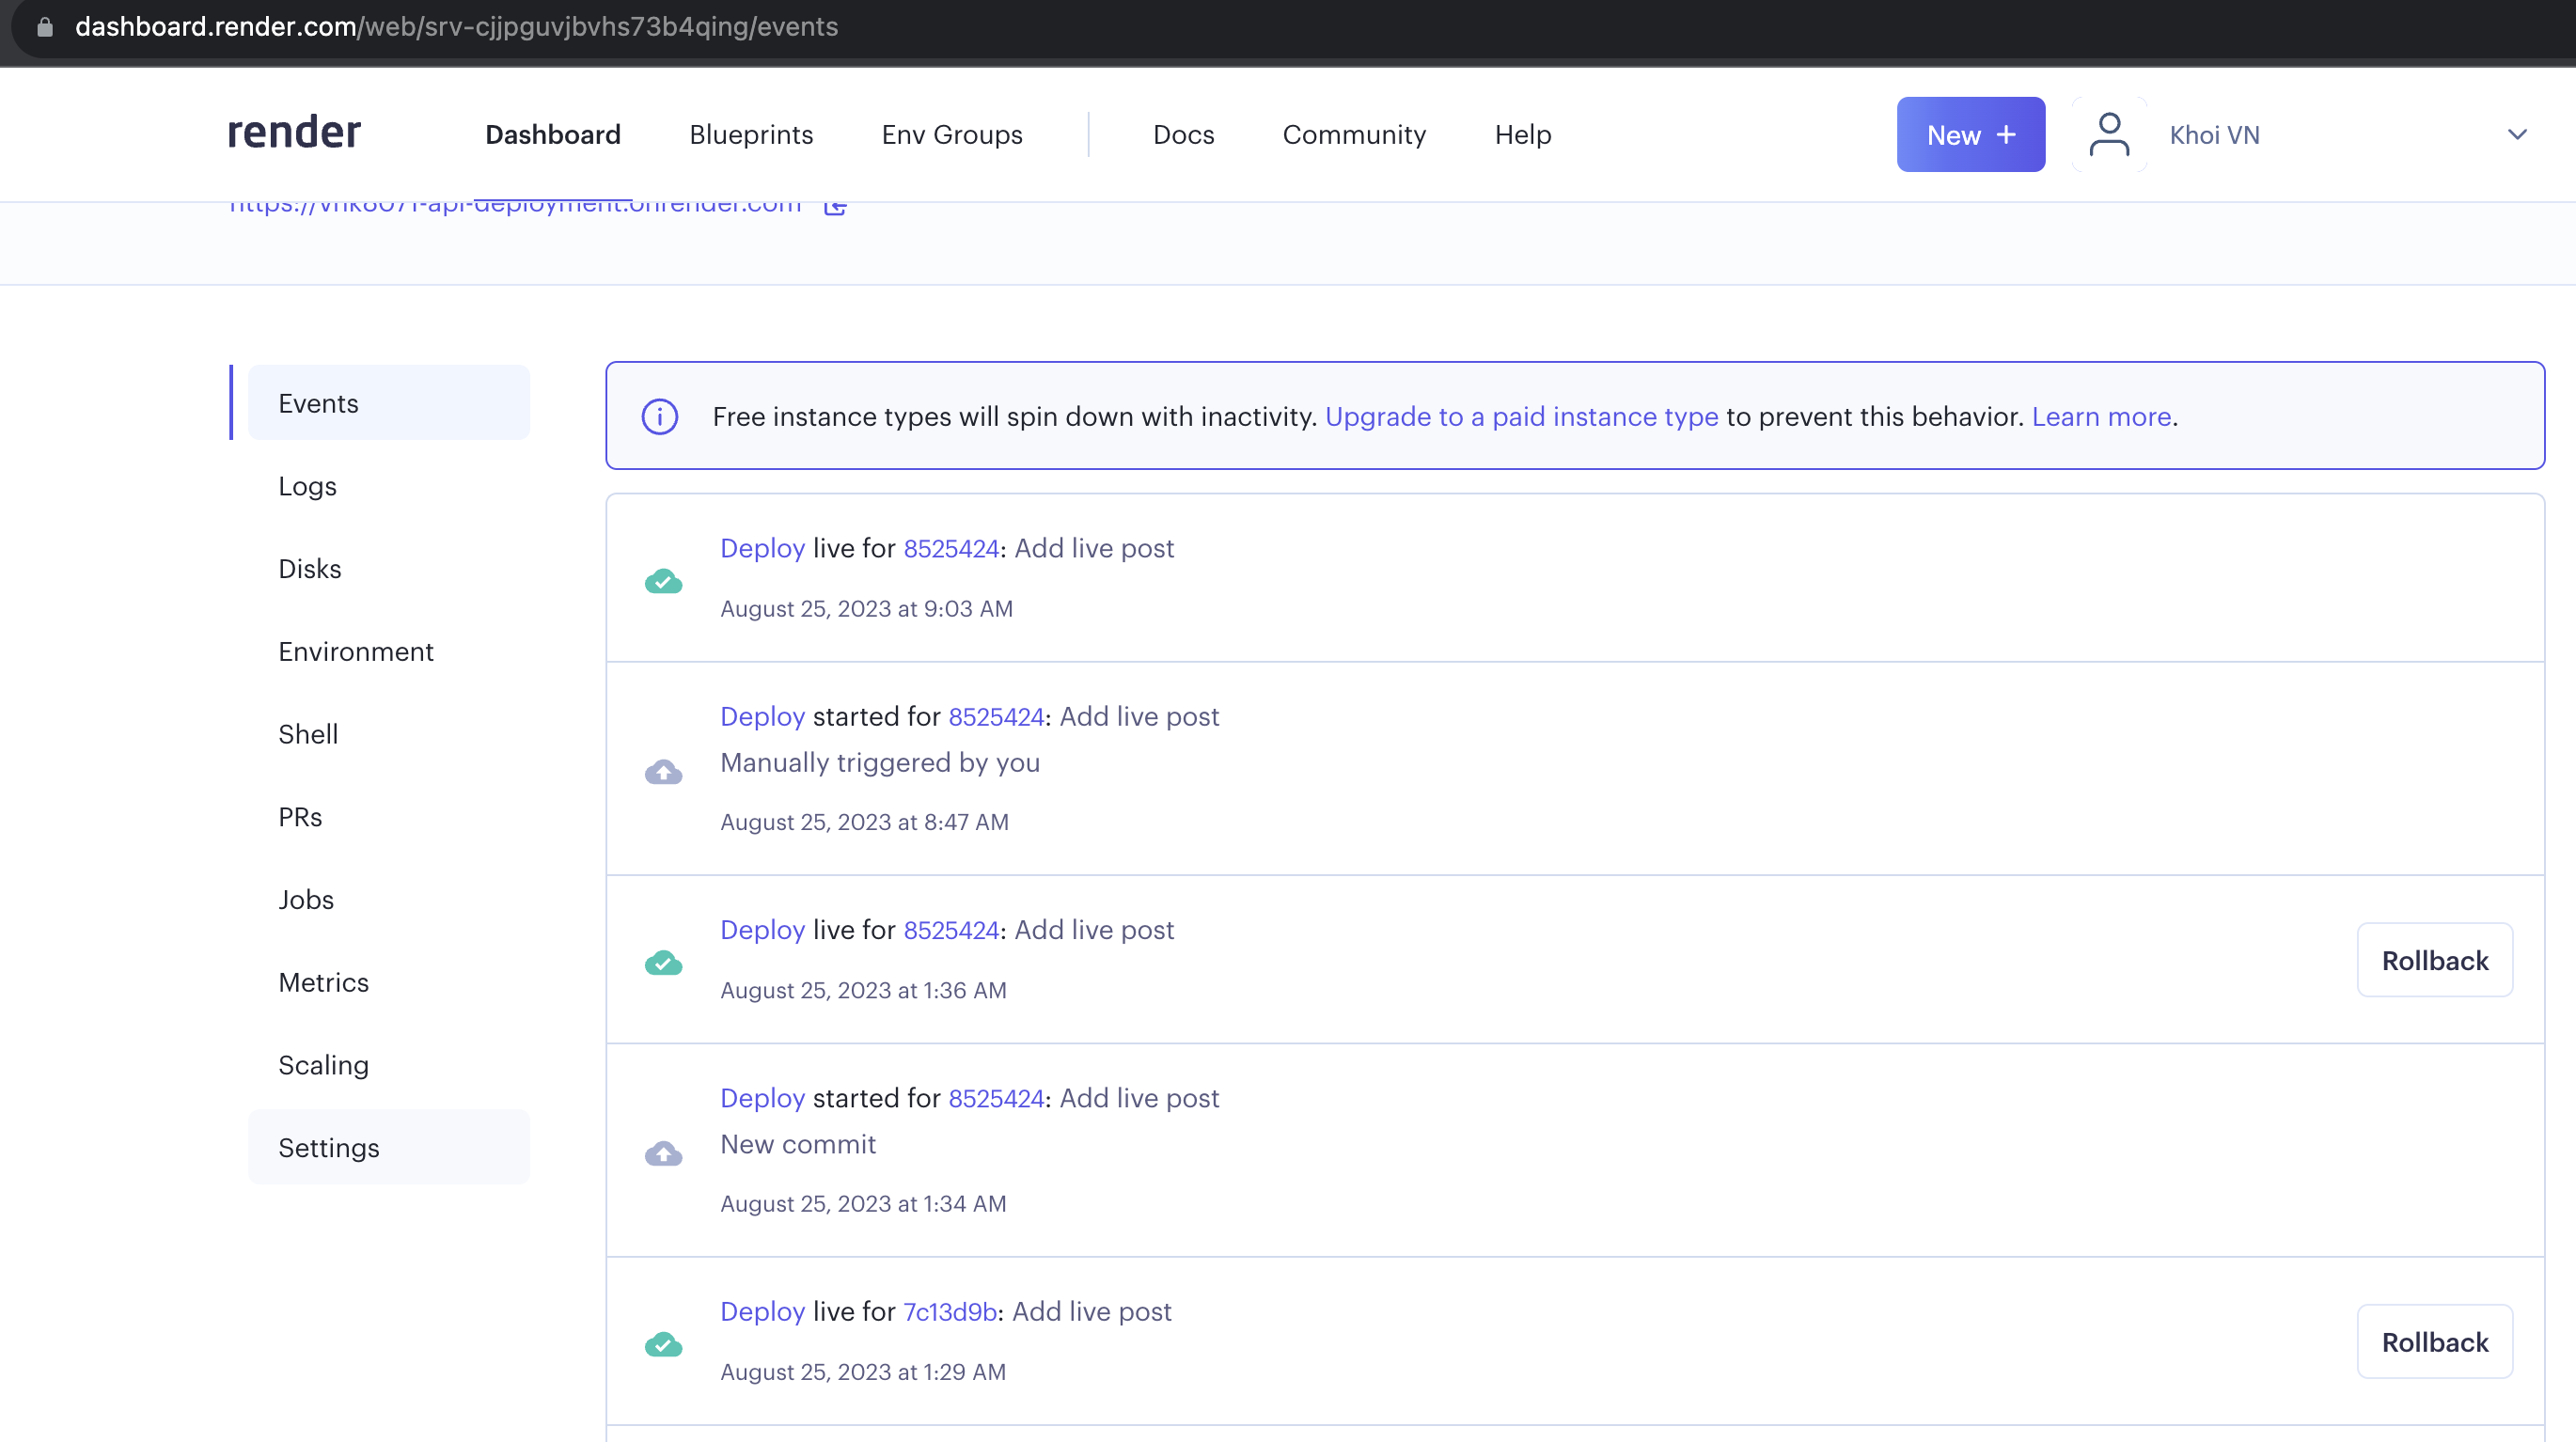 dashboard.render.com/web/srv-cjjpguvjbvhs73b4qing/events
render Dashboard Blueprints Env Groups Docs Community Help New + Khoi VN
https://vnk8071-api-deployment.onrender.com
Events
Logs
Disks
Environment
Shell
PRs
Jobs
Metrics
Scaling
Settings
Free instance types will spin down with inactivity. Upgrade to a paid instance type to prevent this behavior. Learn more.
Deploy live for 8525424: Add live post
August 25, 2023 at 9:03 AM
Deploy started for 8525424: Add live post
Manually triggered by you
August 25, 2023 at 8:47 AM
Deploy live for 8525424: Add live post
August 25, 2023 at 1:36 AM
Rollback
Deploy started for 8525424: Add live post
New commit
August 25, 2023 at 1:34 AM
Deploy live for 7c13d9b: Add live post
August 25, 2023 at 1:29 AM
Rollback